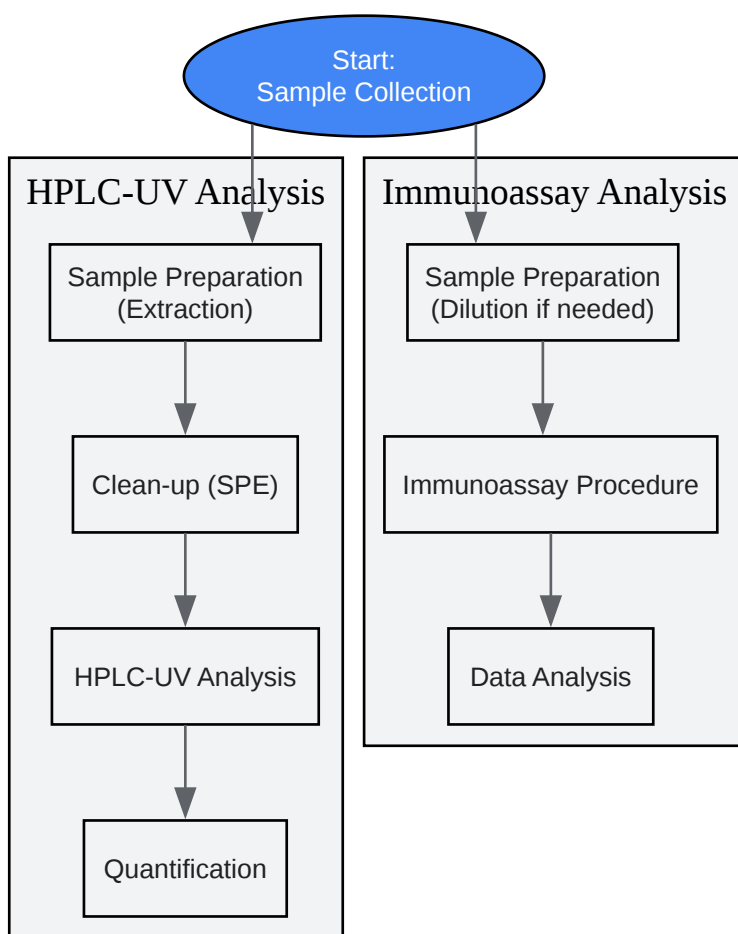 Start:
Sample Collection
HPLC-UV Analysis
Sample Preparation
(Extraction)
Clean-up (SPE)
HPLC-UV Analysis
Quantification
Immunoassay Analysis
Sample Preparation
(Dilution if needed)
Immunoassay Procedure
Data Analysis